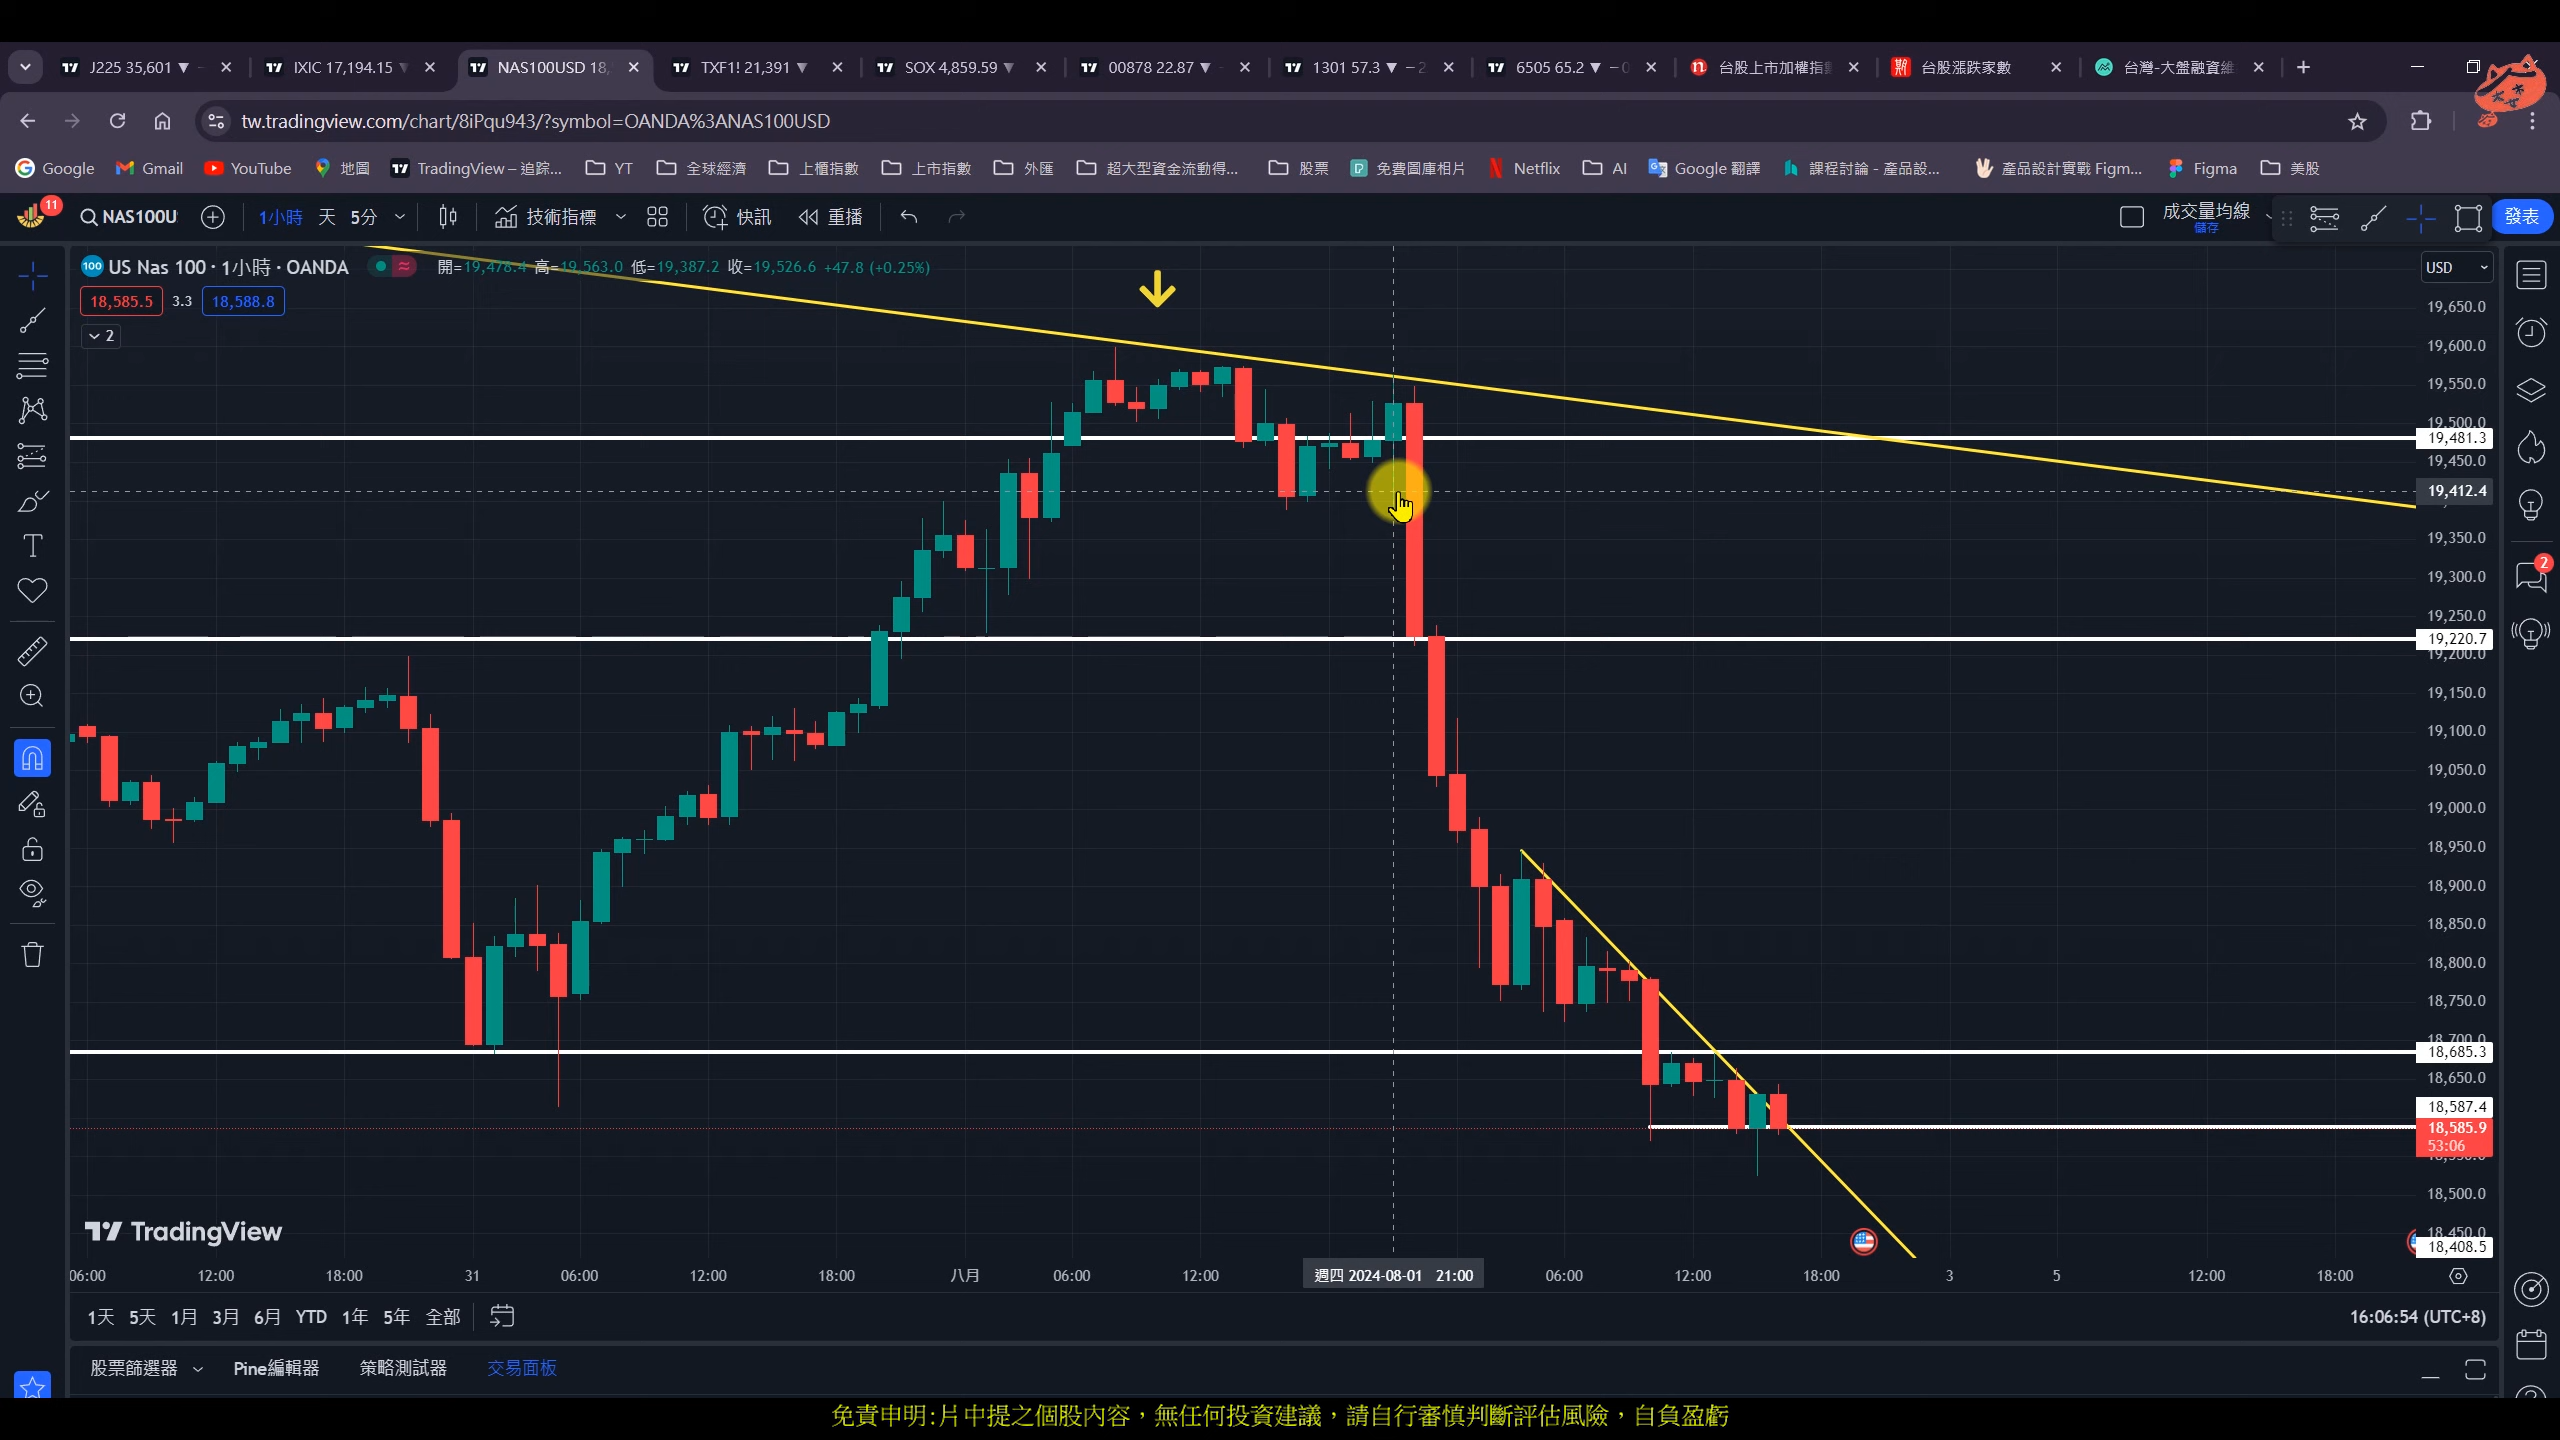 J225 35,601 ▼
IXIC 17,194.15 ▼
NAS100USD 18,
TXF1! 21,391 ▼
SOX 4,859.59 ▼
00878 22.87 ▼
1301 57.3 ▼ −2
6505 65.2 ▼ −0
台股上市加權指
台股漲跌家數
台灣-大盤融資維
tw.tradingview.com/chart/8iPqu943/?symbol=OANDA%3ANAS100USD
Google
Gmail
YouTube
地圖
TradingView – 追踪...
YT
全球經濟
上櫃指數
上市指數
外匯
超大型資金流動得...
股票
免費圖庫相片
Netflix
AI
Google 翻譯
課程討論 - 產品設...
產品設計實戰 Figm...
Figma
美股
11
NAS100U
1小時
天
5分
技術指標
快訊
重播
成交量均線
儲存
發表
100
US Nas 100 · 1小時 · OANDA
開=19,478.4 高=19,563.0 低=19,387.2 收=19,526.6 +47.8 (+0.25%)
USD
18,585.5
3.3
18,588.8
2
19,650.0
19,600.0
19,550.0
19,500.0
19,481.3
19,450.0
19,412.4
19,350.0
19,300.0
19,250.0
19,220.7
19,200.0
19,150.0
19,100.0
19,050.0
19,000.0
18,950.0
18,900.0
18,850.0
18,800.0
18,750.0
18,700.0
18,685.3
18,650.0
18,587.4
18,585.9
53:06
18,500.0
18,450.0
18,408.5
2
TradingView
06:00
12:00
18:00
31
06:00
12:00
18:00
八月
06:00
12:00
週四 2024-08-01 21:00
06:00
12:00
18:00
3
5
12:00
18:00
1天
5天
1月
3月
6月
YTD
1年
5年
全部
16:06:54 (UTC+8)
股票篩選器
Pine編輯器
策略測試器
交易面板
免責申明:片中提之個股內容，無任何投資建議，請自行審慎判斷評估風險，自負盈虧